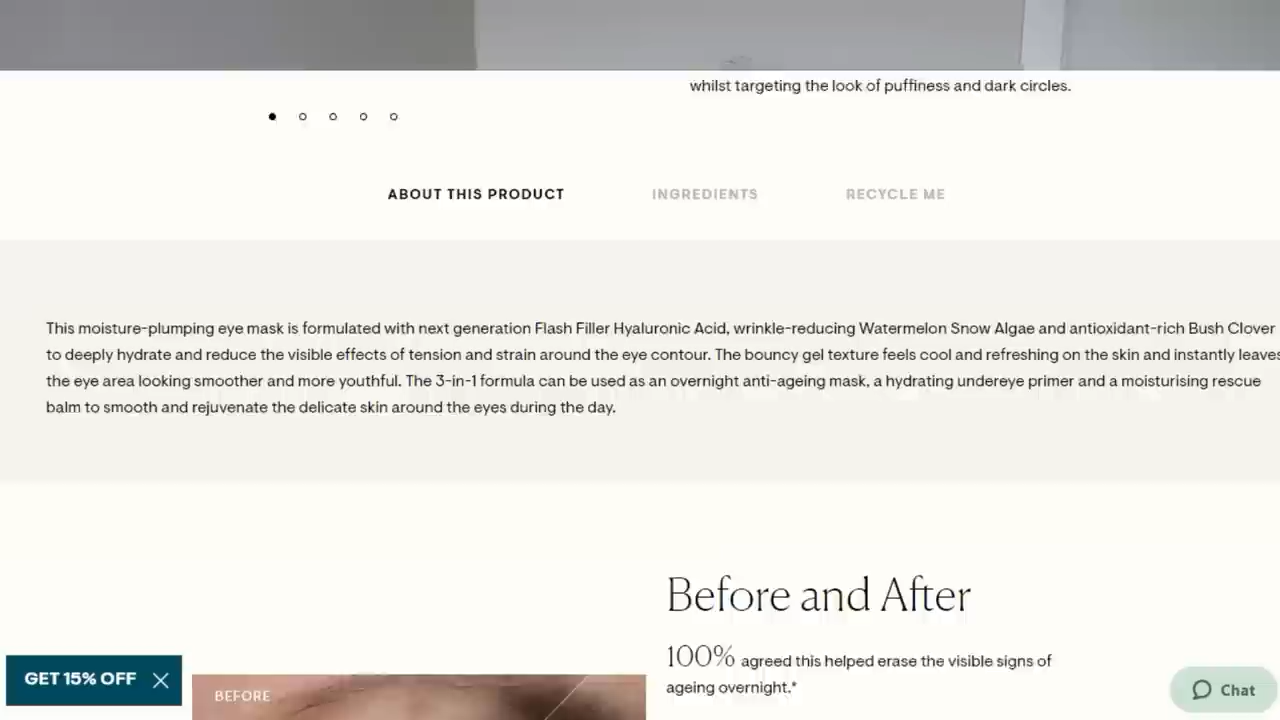 whilst targeting the look of puffiness and dark circles.
ABOUT THIS PRODUCT
INGREDIENTS
RECYCLE ME
This moisture-plumping eye mask is formulated with next generation Flash Filler Hyaluronic Acid, wrinkle-reducing Watermelon Snow Algae and antioxidant-rich Bush Clover
to deeply hydrate and reduce the visible effects of tension and strain around the eye contour. The bouncy gel texture feels cool and refreshing on the skin and instantly leaves
the eye area looking smoother and more youthful. The 3-in-1 formula can be used as an overnight anti-ageing mask, a hydrating undereye primer and a moisturising rescue
balm to smooth and rejuvenate the delicate skin around the eyes during the day.
Before and After
100% agreed this helped erase the visible signs of
ageing overnight.*
GET 15% OFF
BEFORE
Chat